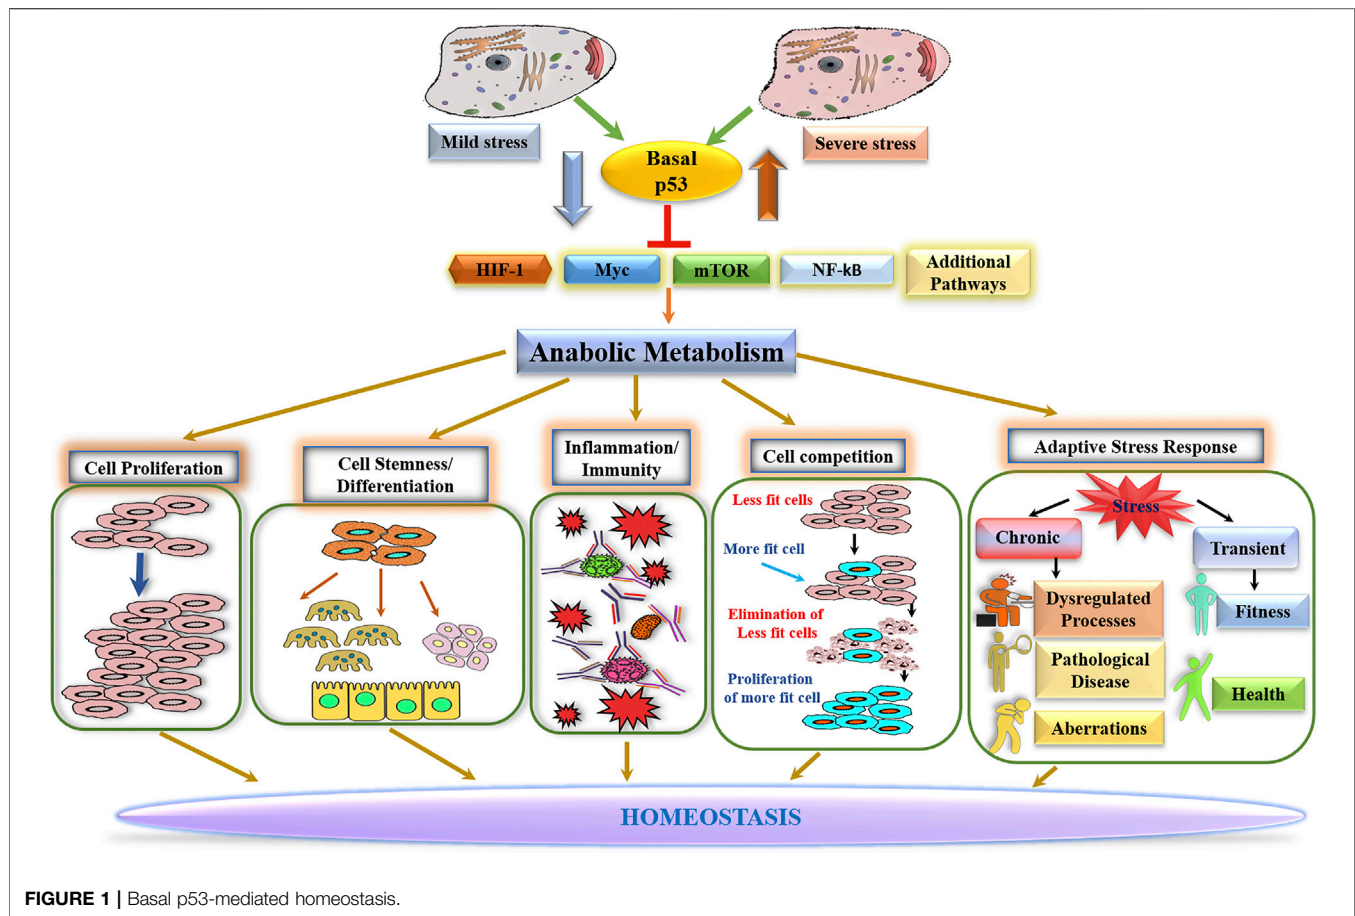 Mild stress
Severe stress
Basal
p53
HIF-1
Myc
mTOR
NF-kB
Additional
Pathways
Anabolic Metabolism
Cell Proliferation
Cell Stemness/
Differentiation
Inflammation/
Immunity
Cell competition
Less fit cells
More fit cell
Elimination of
Less fit cells
Proliferation
of more fit cell
Adaptive Stress Response
Stress
Chronic
Transient
Dysregulated
Processes
Fitness
Pathological
Disease
Health
Aberrations
HOMEOSTASIS
FIGURE 1 | Basal p53-mediated homeostasis.